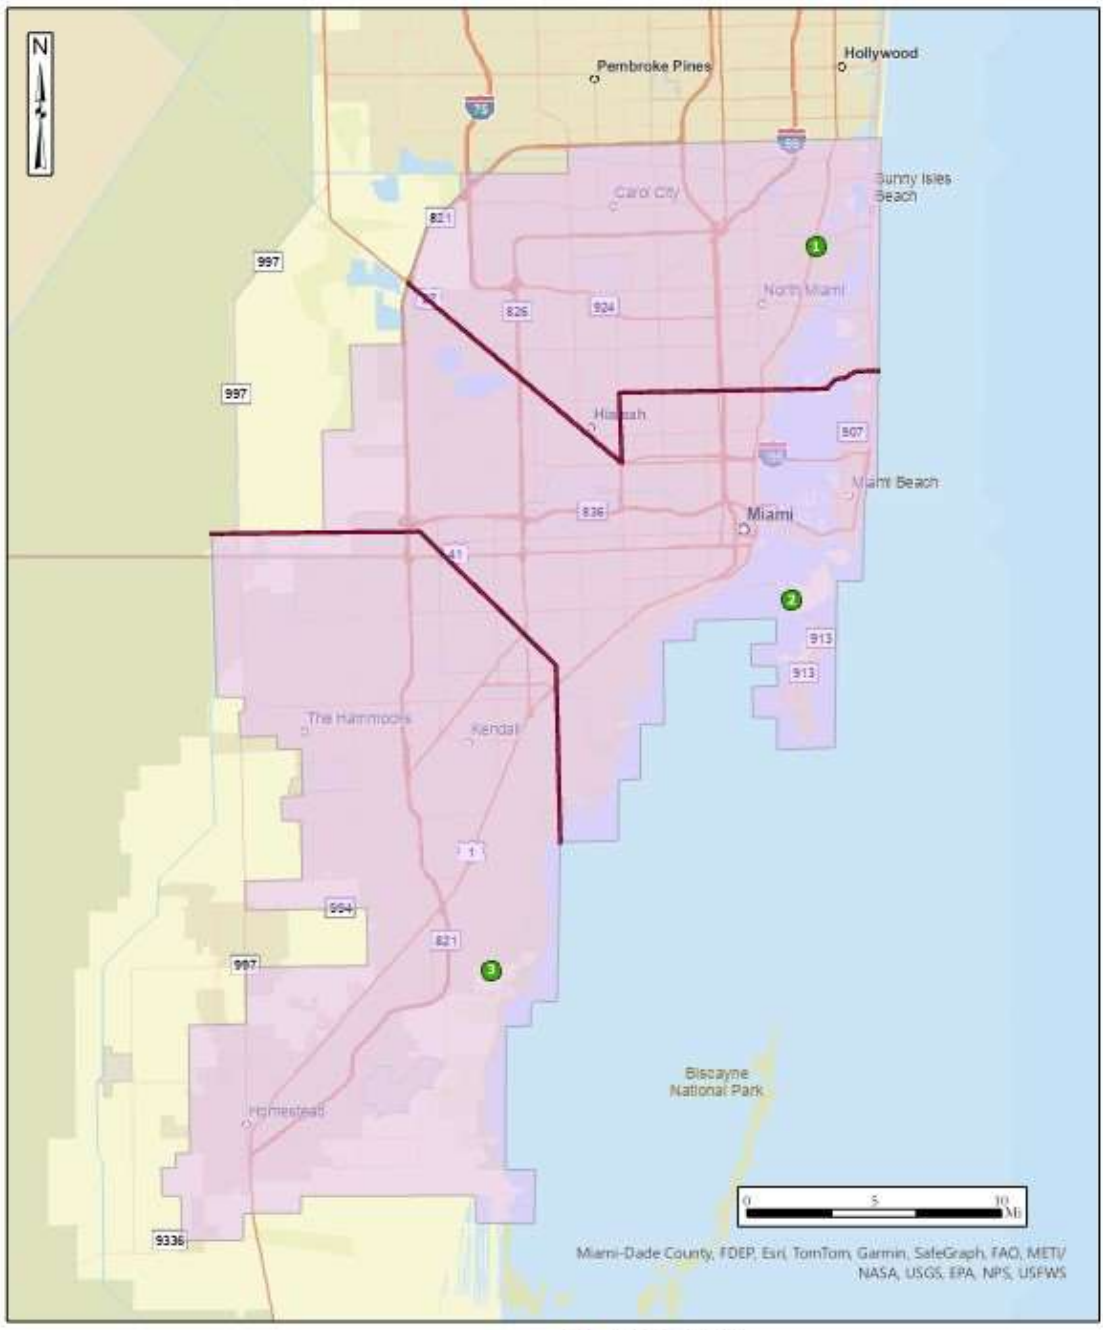 N
Hollywood
Pembroke Pines
75
95
Sunny Isles
Beach
Carol City
821
1
997
North Miami
27
924
826
997
Hialeah
907
Miami Beach
836
Miami
41
2
913
913
The Hammocks
Kendall
1
994
821
997
3
Biscayne
National Park
Homestead
0 5 10
Mi
9336
Miami-Dade County, FDEP, Esri, TomTom, Garmin, SafeGraph, FAO, METI/
NASA, USGS, EPA, NPS, USFWS